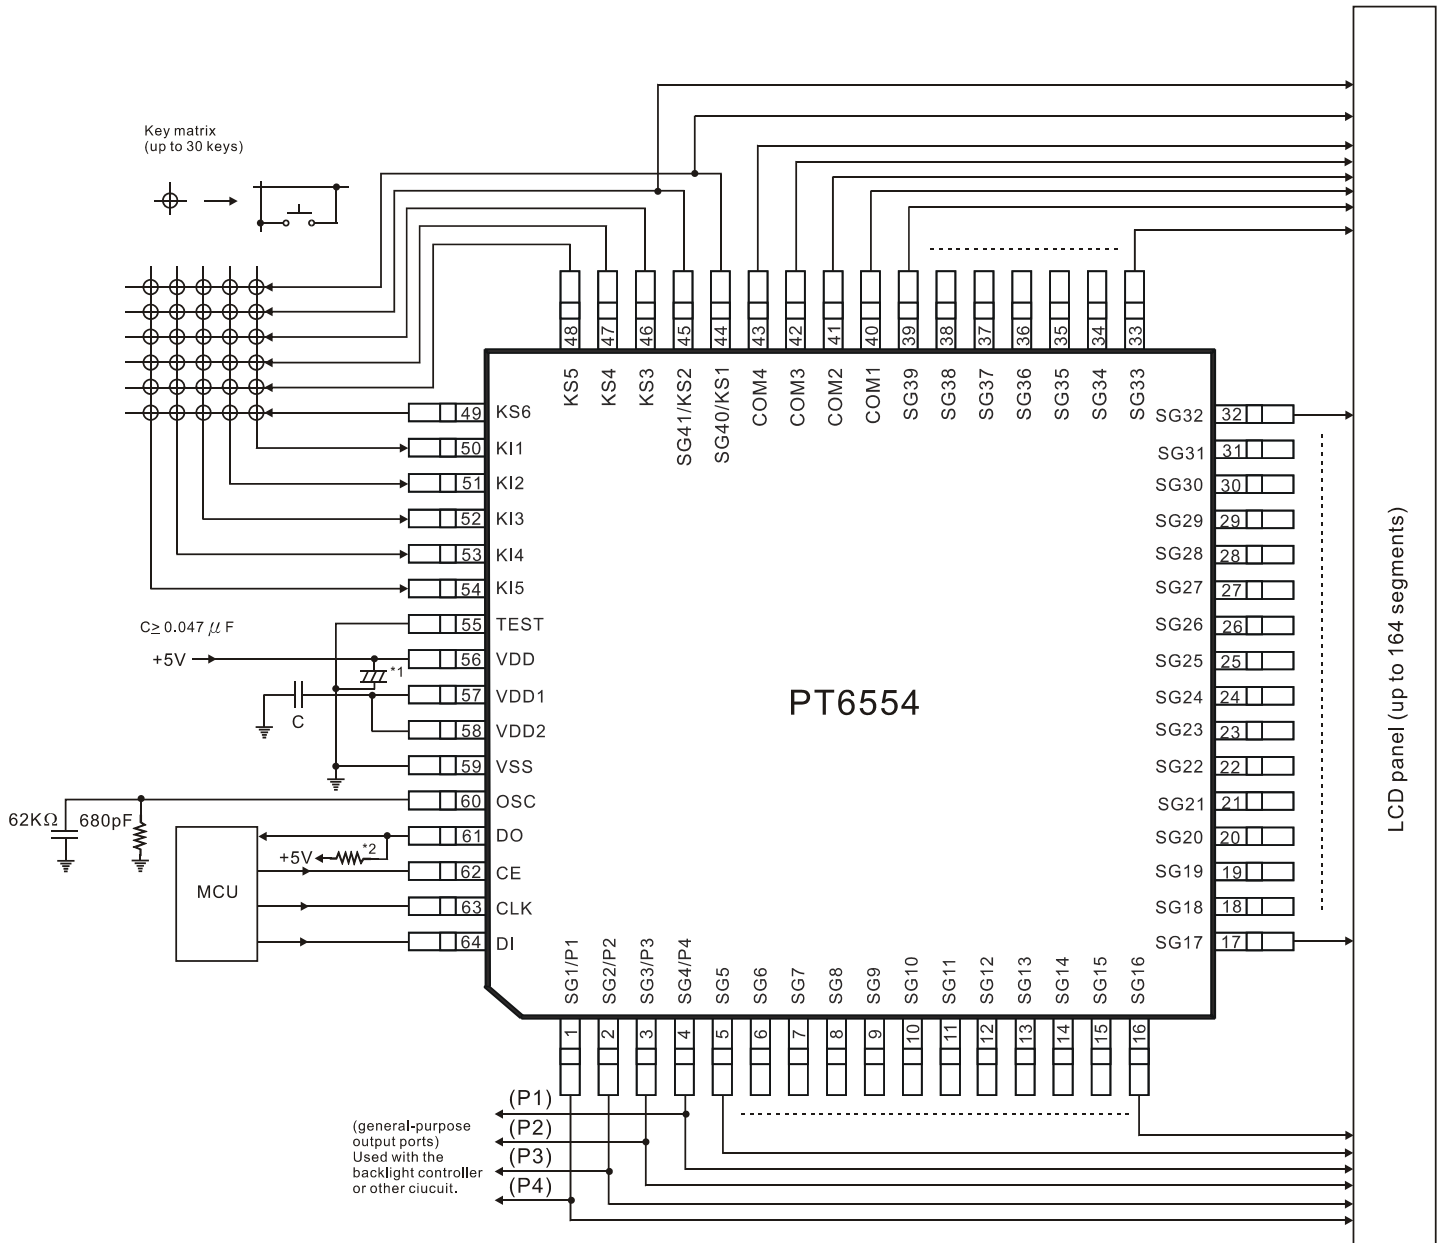 Key matrix
(up to 30 keys)
48
47
46
45
44
43
42
41
40
39
38
37
36
35
34
33
KS5
KS4
KS3
SG41/KS2
SG40/KS1
COM4
COM3
COM2
COM1
SG39
SG38
SG37
SG36
SG35
SG34
SG33
49 KS6
50 KI1
51 KI2
52 KI3
53 KI4
54 KI5
55 TEST
56 VDD
57 VDD1
58 VDD2
59 VSS
60 OSC
61 DO
62 CE
63 CLK
64 DI
C≥ 0.047 μF
+5V
*1
C
62KΩ
680pF
+5V
*2
MCU
PT6554
SG32 32
SG31 31
SG30 30
SG29 29
SG28 28
SG27 27
SG26 26
SG25 25
SG24 24
SG23 23
SG22 22
SG21 21
SG20 20
SG19 19
SG18 18
SG17 17
LCD panel (up to 164 segments)
SG1/P1
SG2/P2
SG3/P3
SG4/P4
SG5
SG6
SG7
SG8
SG9
SG10
SG11
SG12
SG13
SG14
SG15
SG16
1
2
3
4
5
6
7
8
9
10
11
12
13
14
15
16
(P1)
(P2)
(P3)
(P4)
(general-purpose
output ports)
Used with the
backlight controller
or other ciucuit.